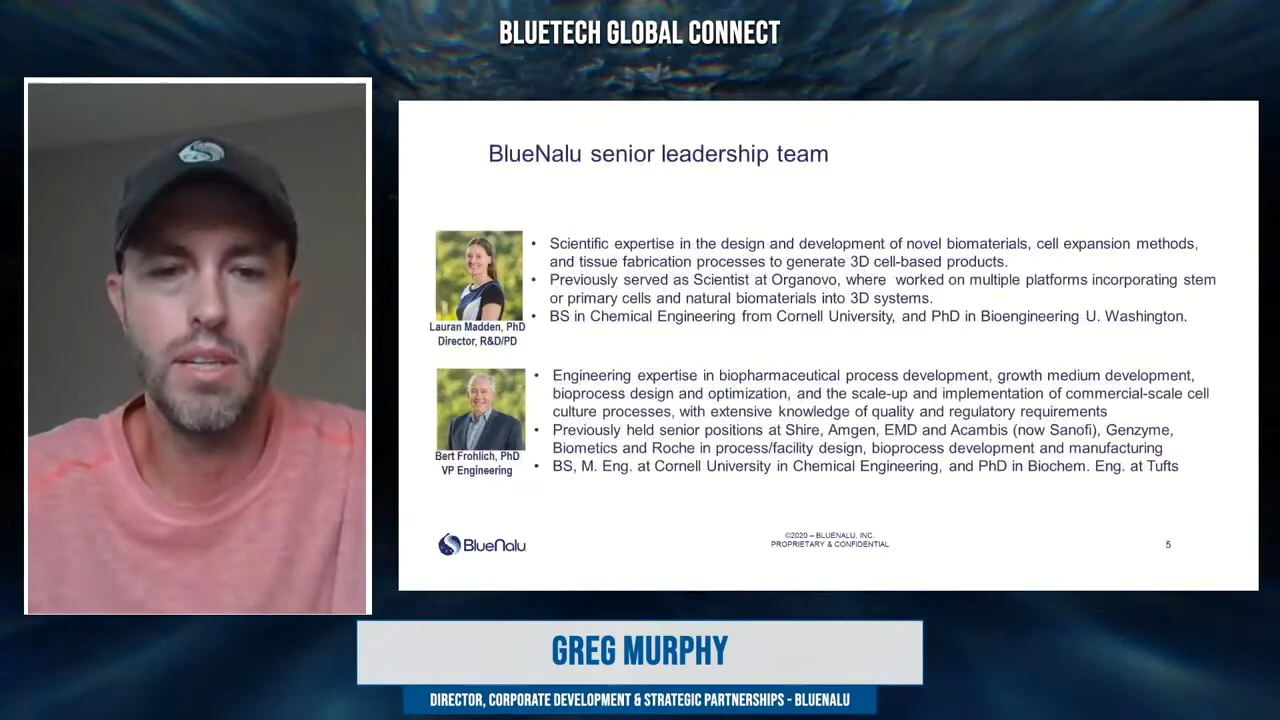 BLUETECH GLOBAL CONNECT
BlueNalu senior leadership team
• Scientific expertise in the design and development of novel biomaterials, cell expansion methods,
and tissue fabrication processes to generate 3D cell-based products.
• Previously served as Scientist at Organovo, where worked on multiple platforms incorporating stem
or primary cells and natural biomaterials into 3D systems.
• BS in Chemical Engineering from Cornell University, and PhD in Bioengineering U. Washington.
Lauran Madden, PhD
Director, R&D/PD
• Engineering expertise in biopharmaceutical process development, growth medium development,
bioprocess design and optimization, and the scale-up and implementation of commercial-scale cell
culture processes, with extensive knowledge of quality and regulatory requirements
• Previously held senior positions at Shire, Amgen, EMD and Acambis (now Sanofi), Genzyme,
Biometics and Roche in process/facility design, bioprocess development and manufacturing
• BS, M. Eng. at Cornell University in Chemical Engineering, and PhD in Biochem. Eng. at Tufts
Bert Frohlich, PhD
VP Engineering
BlueNalu
©2020 – BLUENALU, INC.
PROPRIETARY & CONFIDENTIAL
5
GREG MURPHY
DIRECTOR, CORPORATE DEVELOPMENT & STRATEGIC PARTNERSHIPS - BLUENALU